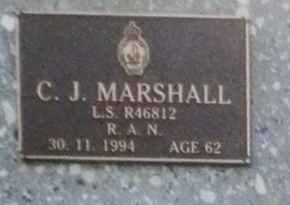 C. J. MARSHALL
L.S. R46812
R. A. N.
30. 11. 1994 AGE 62